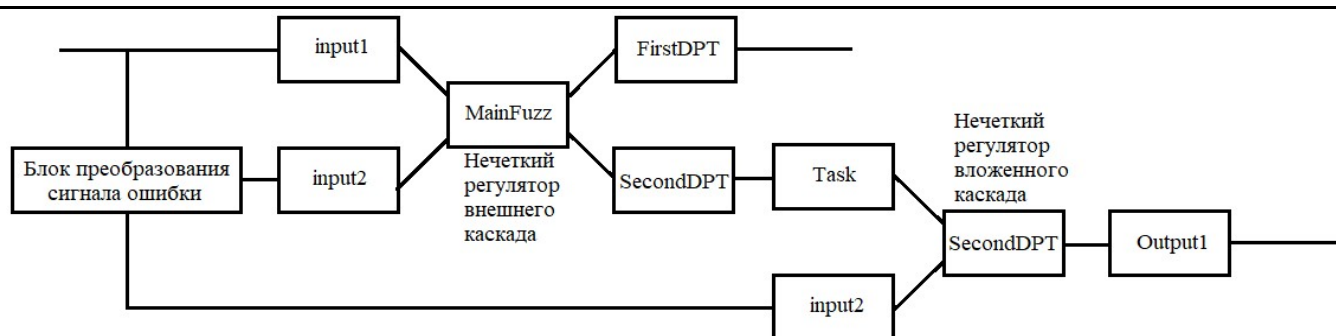 input1
FirstDPT
MainFuzz
Нечеткий
регулятор
внешнего
каскада
Блок преобразования
сигнала ошибки
input2
SecondDPT
Task
Нечеткий
регулятор
вложенного
каскада
SecondDPT
Output1
input2